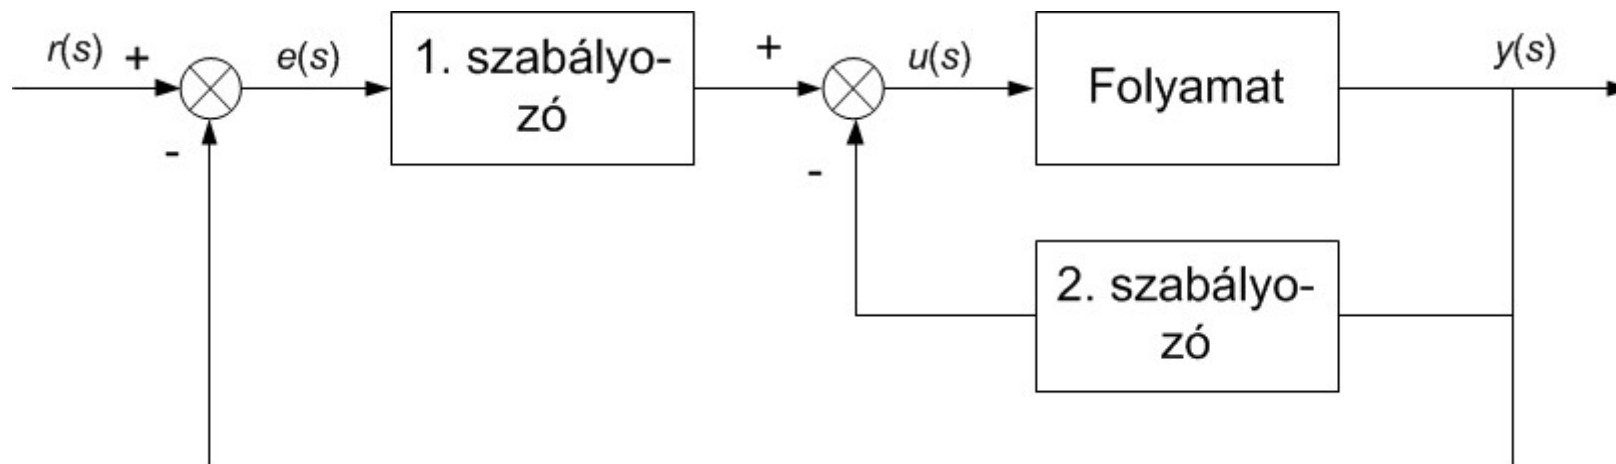 r(s) + e(s) 1. szabályo-
zó
+ u(s) Folyamat y(s)
-
-
2. szabályo-
zó